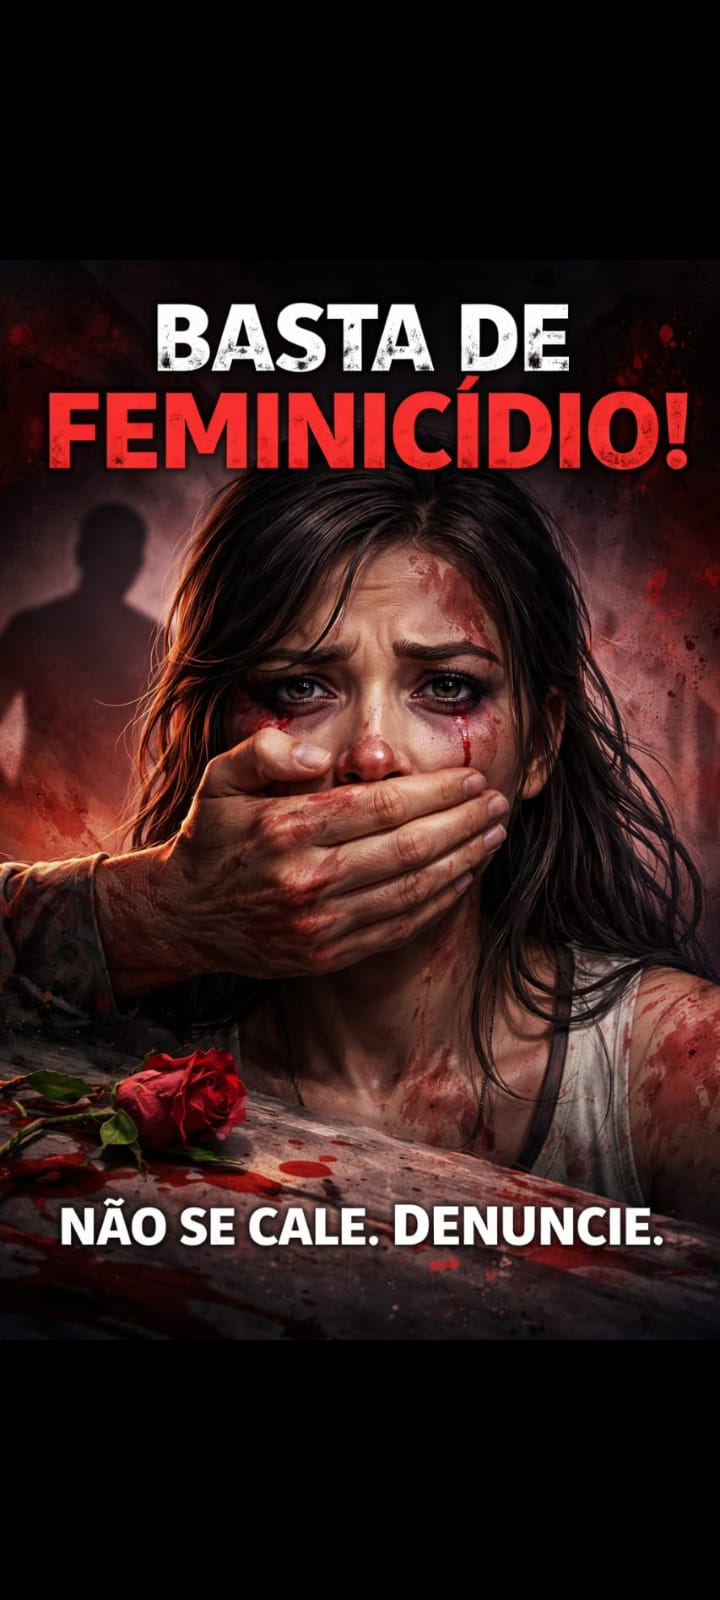 BASTA DE
FEMINICÍDIO!
NÃO SE CALE. DENUNCIE.